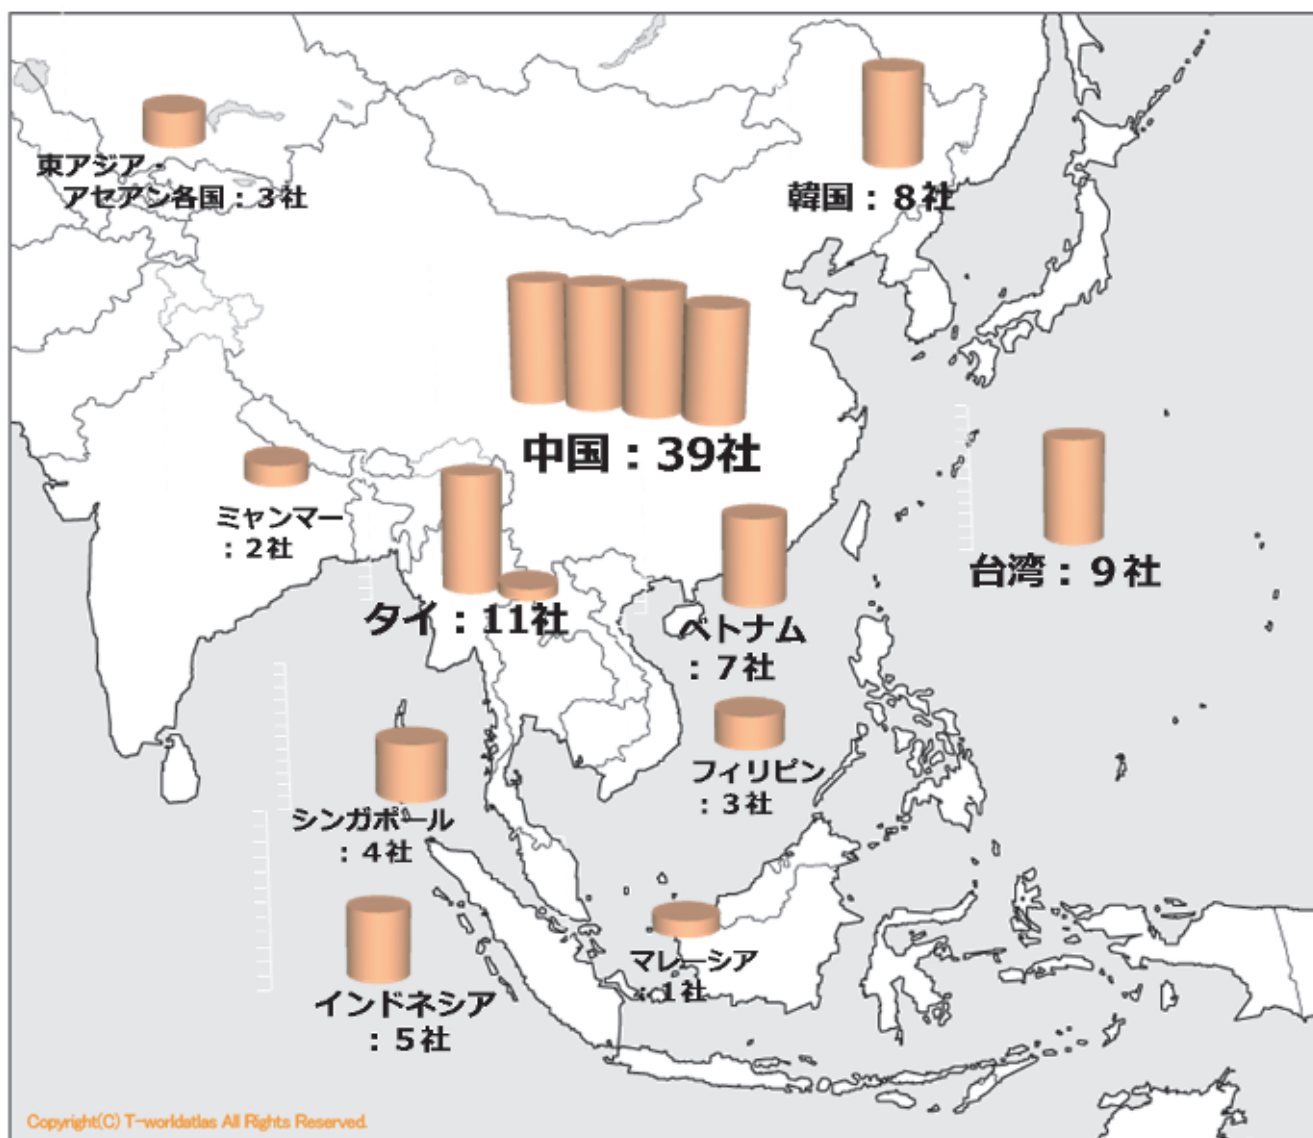 東アジア・
アセアン各国：3社
韓国：8社
中国：39社
ミャンマー
：2社
タイ：11社
ベトナム
：7社
台湾：9社
フィリピン
：3社
シンガポール
：4社
マレーシア
：1社
インドネシア
：5社
Copyright(C) T-worldatlas All Rights Reserved.